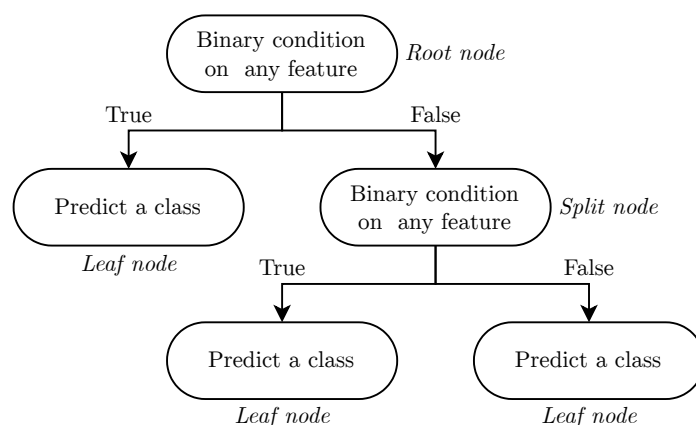 Binary condition
on any feature
Root node
True
False
Predict a class
Leaf node
Binary condition
on any feature
Split node
True
False
Predict a class
Leaf node
Predict a class
Leaf node